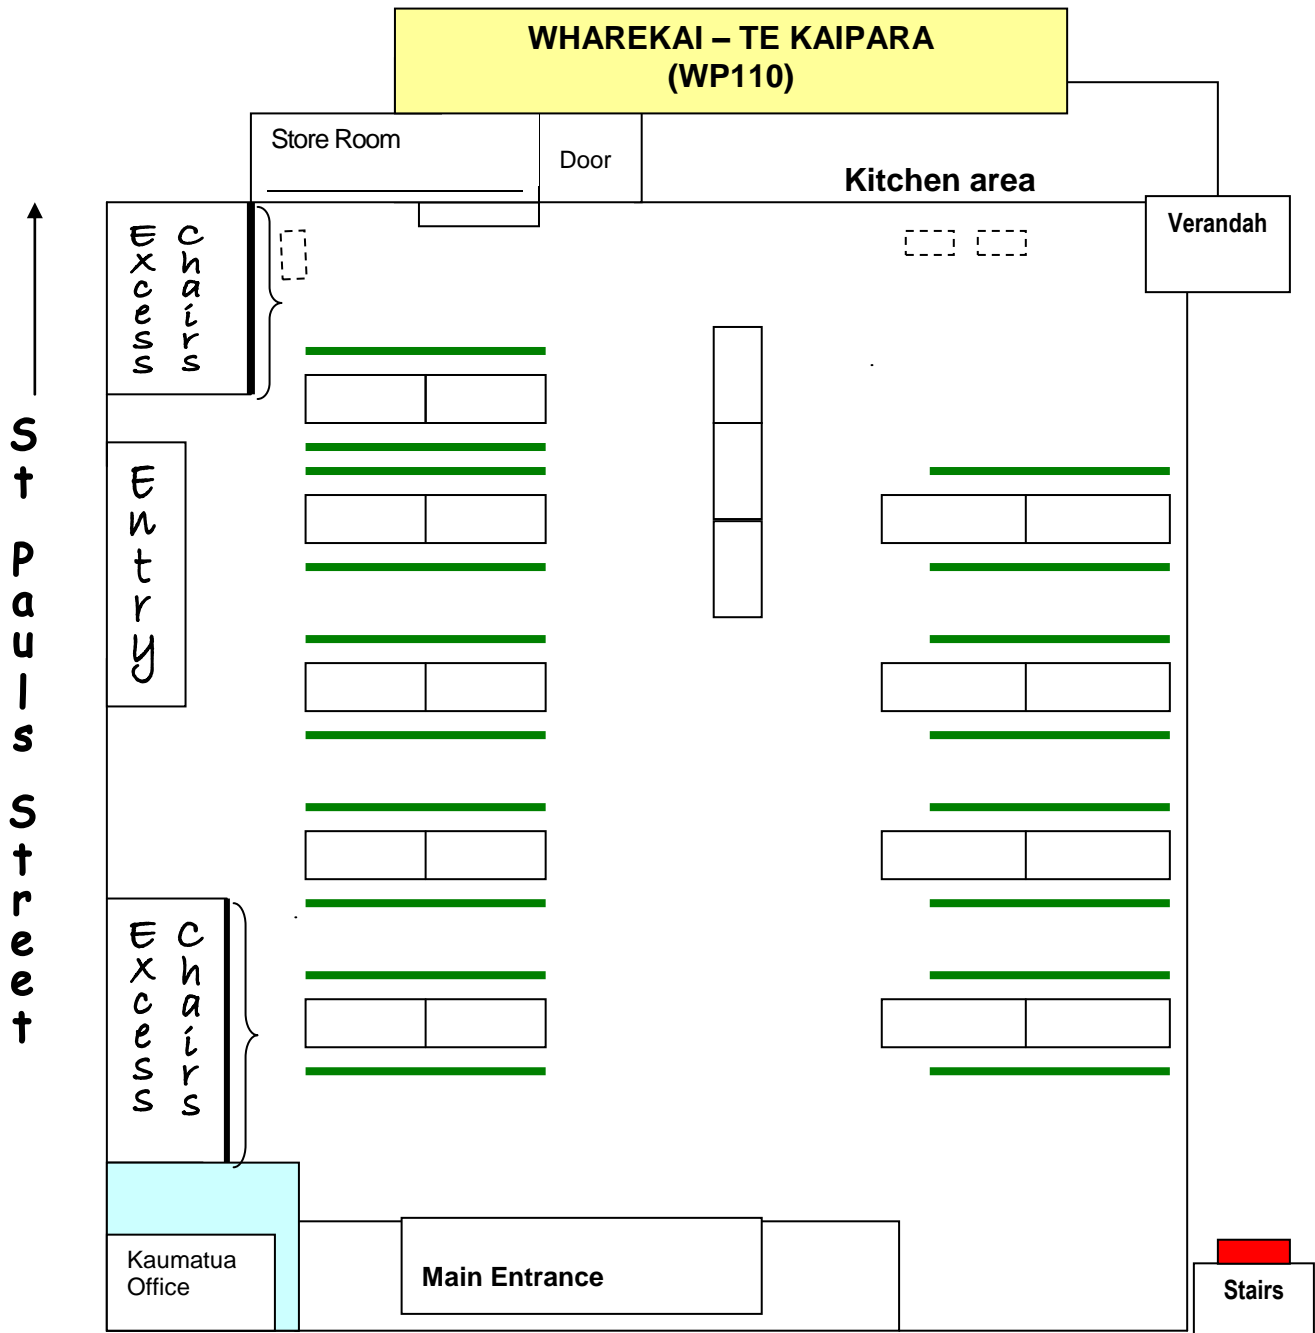 WHAREKAI – TE KAIPARA
(WP110)
Store Room
Door
Kitchen area
Verandah
Excess
Chairs
St Pauls Street
Entry
Excess
Chairs
Kaumatua
Office
Main Entrance
Stairs